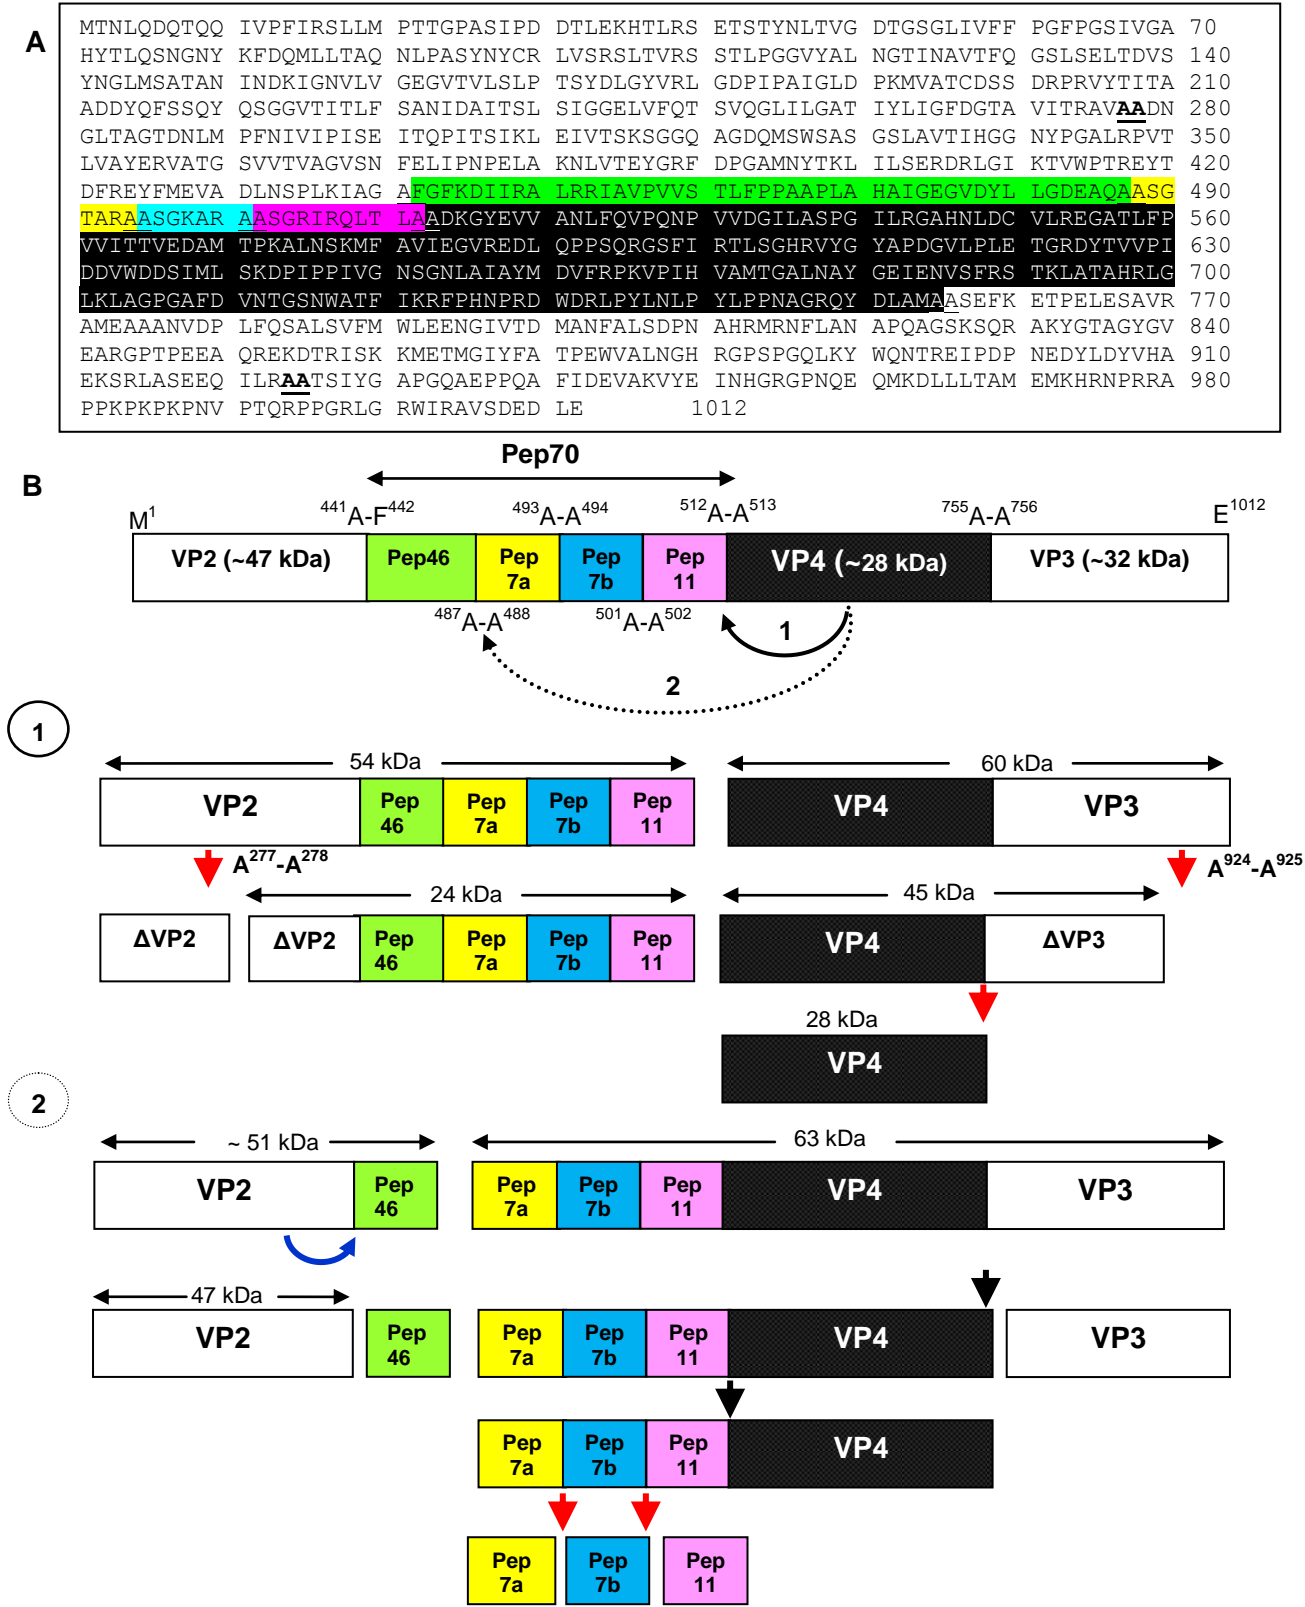 A
MTNLQDQTQQ IVPFIRSLLM PTTGPASIPD DTLEKHTLRS ETSTYNLTVG DTGSGLIVFF PGFPGSIVGA 70
HYTLQSNGNY KFDQMLLTAQ NLPASYNYCR LVSRSLTVRS STLPGGVYAL NGTINAVTFQ GSLSELTDVS 140
YNGLMSATAN INDKIGNVLV GEGVTVLSLP TSYDLGYVRL GDPIPAIGLD PKMVATCDSS DRPRVYTITA 210
ADDYQFSSQY QSGGVTITLF SANIDAITSL SIGGELVFQT SVQGLILGAT IYLIGFDGTA VITRAVAADN 280
GLTAGTDNLM PFNIVIPISE ITQPITSIKL EIVTSKSGGQ AGDQMSWSAS GSLAVTIHGG NYPGALRPVT 350
LVAYERVATG SVVTVAGVSN FELIPNPELA KNLVTEYGRF DPGAMNYTKL ILSERDRLGI KTVWPTREYT 420
DFREYFMEVA DLNSPLKIAG AFGFKDIIRA LRRIAVPVVS TLFPPAAPLA HAIGEGVDYL LGDEAQAASG 490
TARAASGKAR AASGRIRQLT LAADKGYEVV ANLFQVPQNP VVDGILASPG ILRGAHNLDC VLREGATLFP 560
VVITTVEDAM TPKALNSKMF AVIEGVREDL QPPSQRGSFI RTLSGHRVYG YAPDGVLPLE TGRDYTVVPI 630
DDVWDDSIML SKDPIPPIVG NSGNLAIAYM DVFRPKVPIH VAMTGALNAY GEIENVSFRS TKLATAHRLG 700
LKLAGPGAFD VNTGSNWATF IKRFPHNPRD WDRLPYLNLP YLPPNAGRQY DLAMAASEFK ETPELESAVR 770
AMEAAANVDP LFQSALSVFM WLEENGIVTD MANFALSDPN AHRMRNFLAN APQAGSKSQR AKYGTAGYGV 840
EARGPTPEEA QREKDTRISK KMETMGIYFA TPEWVALNGH RGPSPGQLKY WQNTREIPDP NEDYLDYVHA 910
EKSRLASEEQ ILRAATSIYG APGQAEPPQA FIDEVAKVYE INHGRGPNQE QMKDLLLTAM EMKHRNPRRA 980
PPKPKPKPNV PTQRPPGRLG RWIRAVSDED LE 1012
B
Pep70
M1 441A-F442 493A-A494 512A-A513 755A-A756 E1012
VP2 (~47 kDa) Pep46 Pep 7a Pep 7b Pep 11 VP4 (~28 kDa) VP3 (~32 kDa)
487A-A488 501A-A502 1
2
1
54 kDa 60 kDa
VP2 Pep 46 Pep 7a Pep 7b Pep 11 VP4 VP3
A277-A278 A924-A925
24 kDa 45 kDa
ΔVP2 ΔVP2 Pep 46 Pep 7a Pep 7b Pep 11 VP4 ΔVP3
28 kDa
VP4
2
~ 51 kDa 63 kDa
VP2 Pep 46 Pep 7a Pep 7b Pep 11 VP4 VP3
47 kDa
VP2 Pep 46 Pep 7a Pep 7b Pep 11 VP4 VP3
Pep 7a Pep 7b Pep 11 VP4
Pep 7a Pep 7b Pep 11